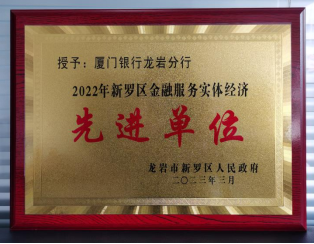 授予：厦门银行龙岩分行
2022年新罗区金融服务实体经济
先进单位
龙岩市新罗区人民政府
二〇二三年三月